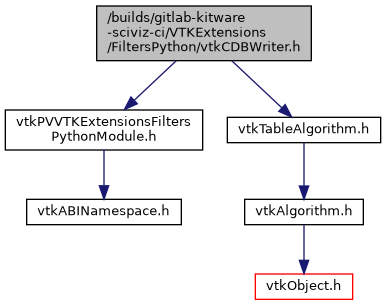 /builds/gitlab-kitware
-sciviz-ci/VTKExtensions
/FiltersPython/vtkCDBWriter.h
vtkPVVTKExtensionsFilters
PythonModule.h
vtkTableAlgorithm.h
vtkABINamespace.h
vtkAlgorithm.h
vtkObject.h